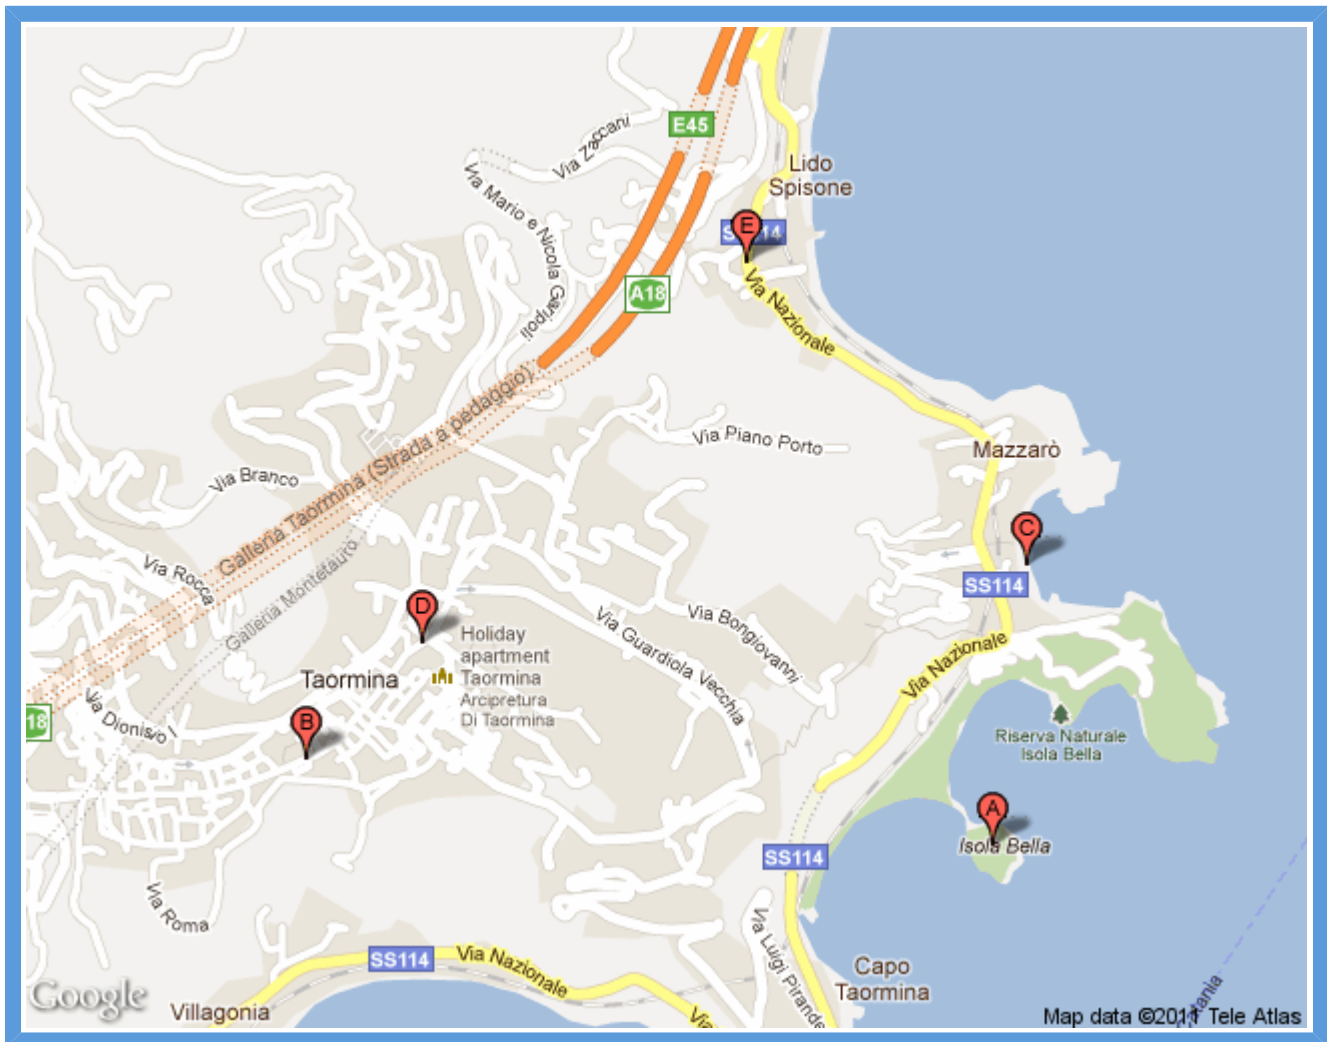 E45
Via Zaccani
Lido
Spisone
Via Mario e Nicola Garipoli
E
A18
Via Nazionale
Galleria Taormina (Strada a pedaggio)
Via Piano Porto
Mazzarò
Via Branco
C
Galleria Montetauro
Via Rocca
SS114
D
Holiday
apartment
Taormina
Arcipretura
Di Taormina
Via Guardiola Vecchia
Via Bongiovanni
Via Nazionale
Taormina
Via Dionisio I
18
B
Riserva Naturale
Isola Bella
A
Isola Bella
SS114
Via Roma
Via Luigi Pirande
SS114
Via Nazionale
Capo
Taormina
Google
Villagonia
Via
Map data ©2011 Tele Atlas